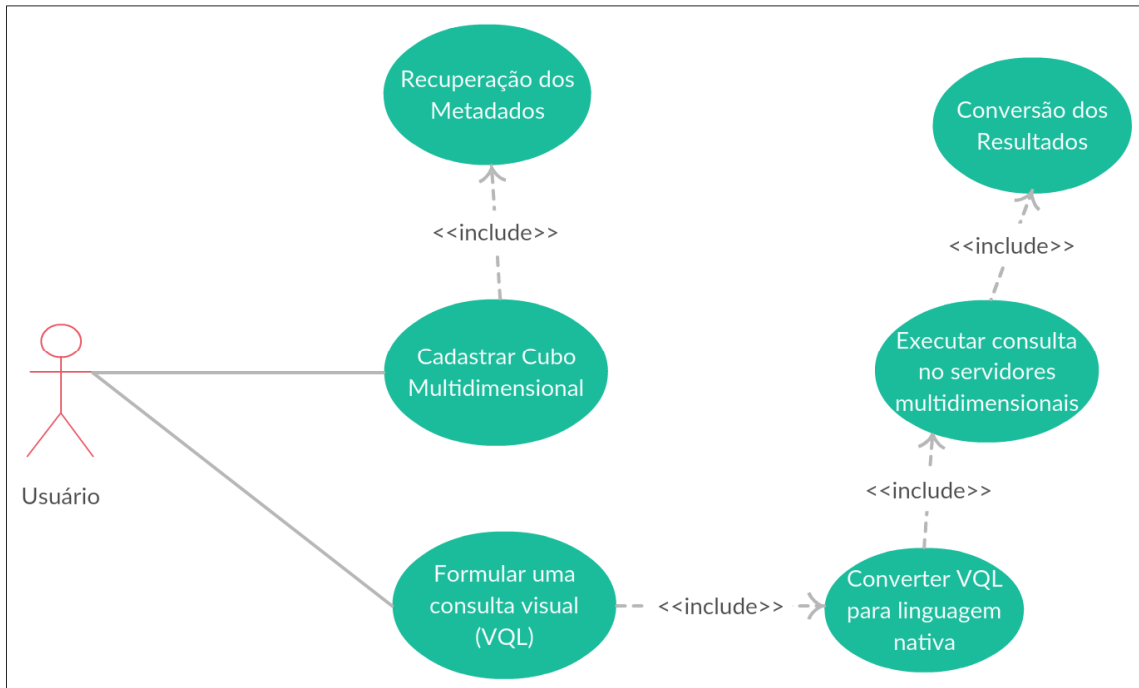 Recuperação dos
Metadados
Conversão dos
Resultados
<<include>>
<<include>>
Cadastrar Cubo
Multidimensional
Executar consulta
no servidores
multidimensionais
Usuário
<<include>>
Formular uma
consulta visual
(VQL)
<<include>>
Converter VQL
para linguagem
nativa